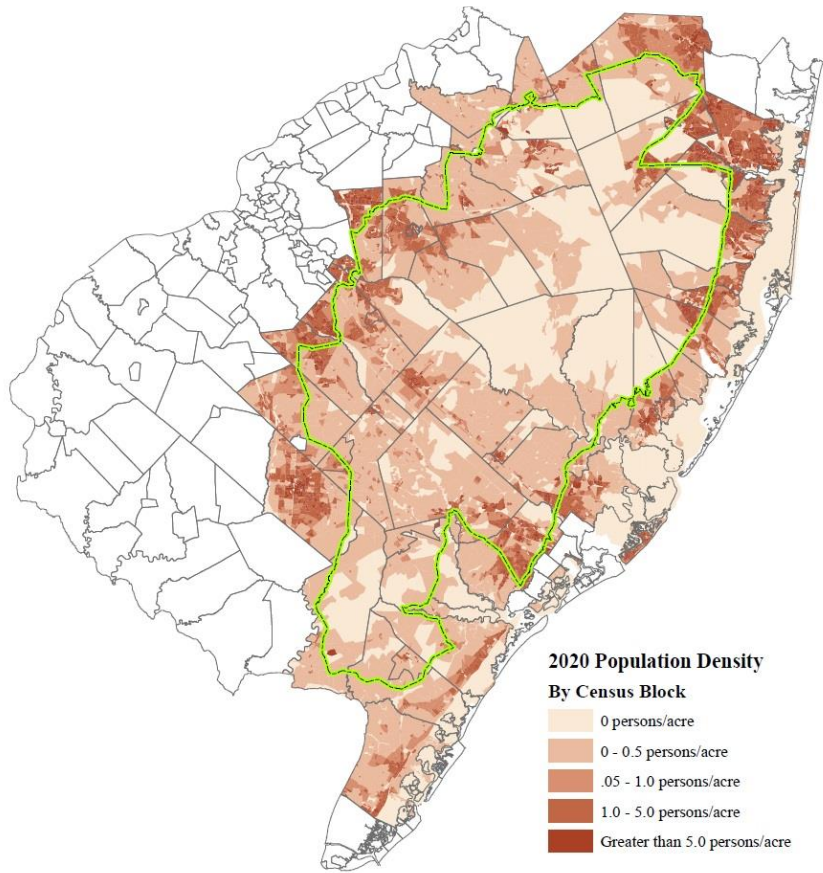 2020 Population Density
By Census Block
0 persons/acre
0 - 0.5 persons/acre
.05 - 1.0 persons/acre
1.0 - 5.0 persons/acre
Greater than 5.0 persons/acre